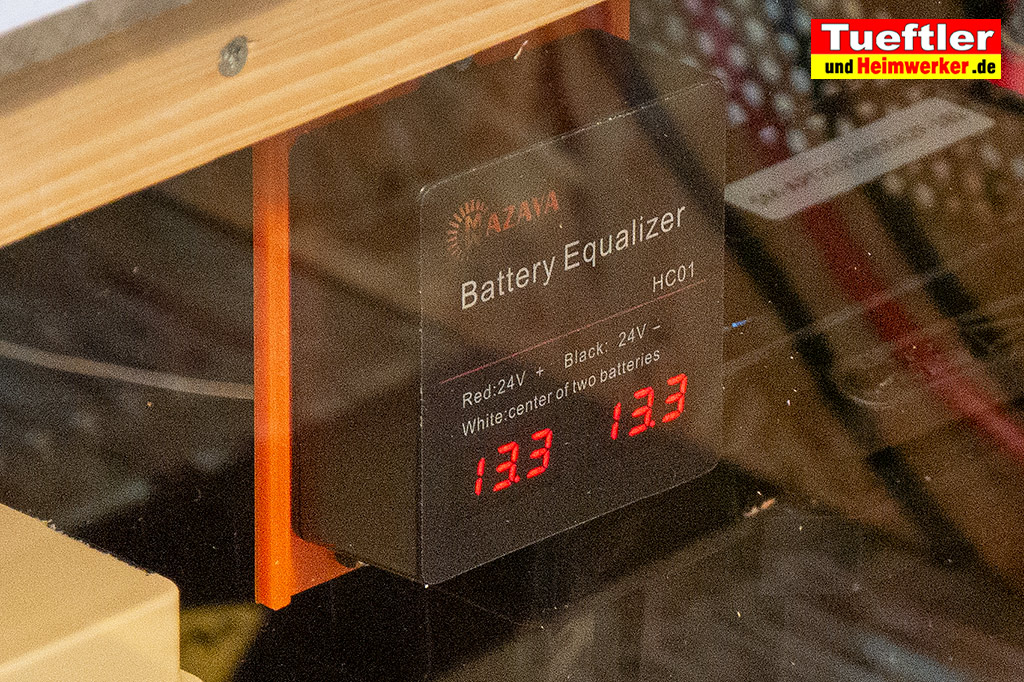 Tueftler
und Heimwerker.de
MAZAVA
Battery Equalizer
HC01
Red:24V + Black: 24V −
White:center of two batteries
13.3 13.3